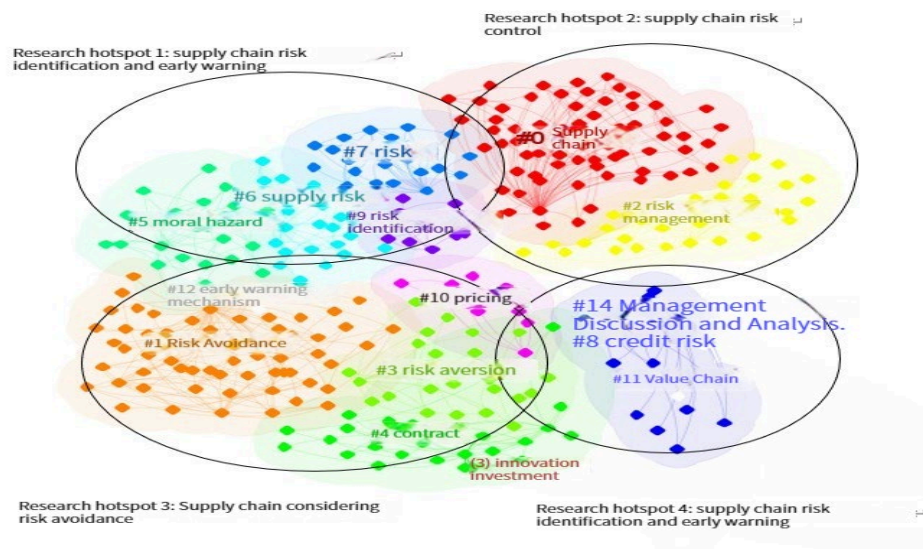 Research hotspot 2: supply chain risk
control
Research hotspot 1: supply chain risk
identification and early warning
#0 Supply
chain
#7 risk
#6 supply risk
#2 risk
management
#9 risk
identification
#5 moral hazard
#12 early warning
mechanism
#10 pricing
#14 Management
Discussion and Analysis.
#8 credit risk
#1 Risk Avoidance
#3 risk aversion
#11 Value Chain
#4 contract
(3) innovation
investment
Research hotspot 3: Supply chain considering
risk avoidance
Research hotspot 4: supply chain risk
identification and early warning